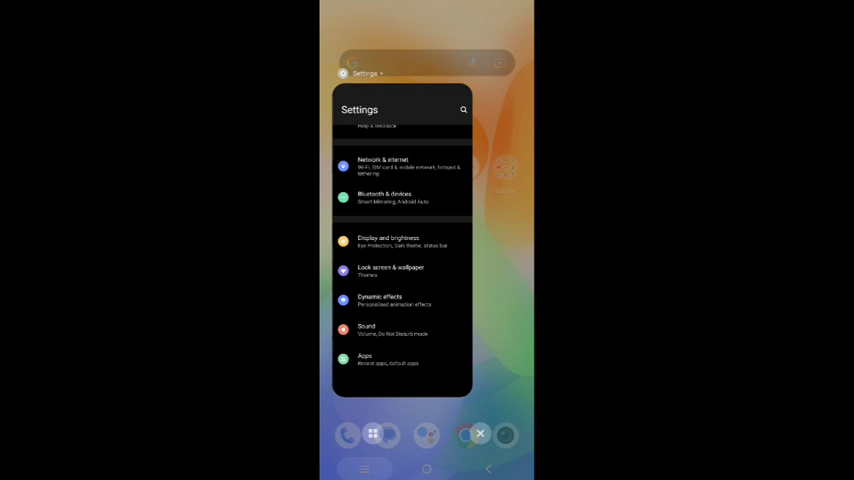 Settings
Settings
Help & feedback
Network & internet
Wi-Fi, SIM card & mobile network, hotspot &
tethering
Bluetooth & devices
Smart Mirroring, Android Auto
Display and brightness
Eye Protection, Dark theme, status bar
Lock screen & wallpaper
Themes
Dynamic effects
Personalised animation effects
Sound
Volume, Do Not Disturb mode
Apps
Recent apps, default apps